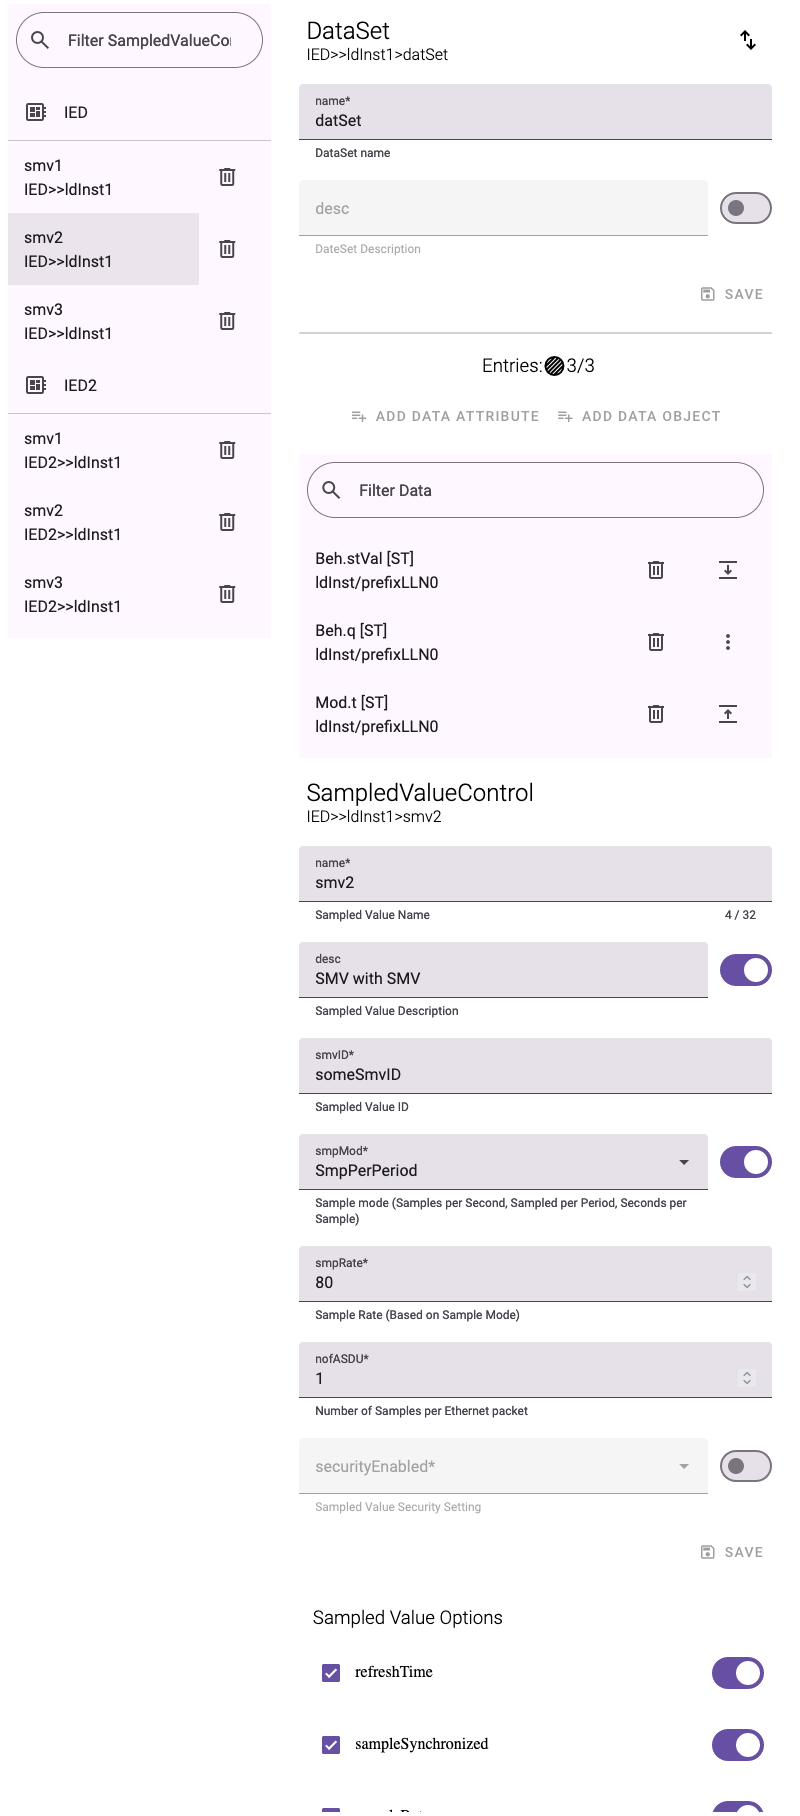 Filter SampledValueCo
IED
smv1
IED>>ldInst1
smv2
IED>>ldInst1
smv3
IED>>ldInst1
IED2
smv1
IED2>>ldInst1
smv2
IED2>>ldInst1
smv3
IED2>>ldInst1
DataSet
IED>>ldInst1>datSet
name*
datSet
DataSet name
desc
DateSet Description
SAVE
Entries: 3/3
ADD DATA ATTRIBUTE ADD DATA OBJECT
Filter Data
Beh.stVal [ST]
ldInst/prefixLLN0
Beh.q [ST]
ldInst/prefixLLN0
Mod.t [ST]
ldInst/prefixLLN0
SampledValueControl
IED>>ldInst1>smv2
name*
smv2
Sampled Value Name 4 / 32
desc
SMV with SMV
Sampled Value Description
smvID*
someSmvID
Sampled Value ID
smpMod*
SmpPerPeriod
Sample mode (Samples per Second, Sampled per Period, Seconds per
Sample)
smpRate*
80
Sample Rate (Based on Sample Mode)
nofASDU*
1
Number of Samples per Ethernet packet
securityEnabled*
Sampled Value Security Setting
SAVE
Sampled Value Options
refreshTime
sampleSynchronized